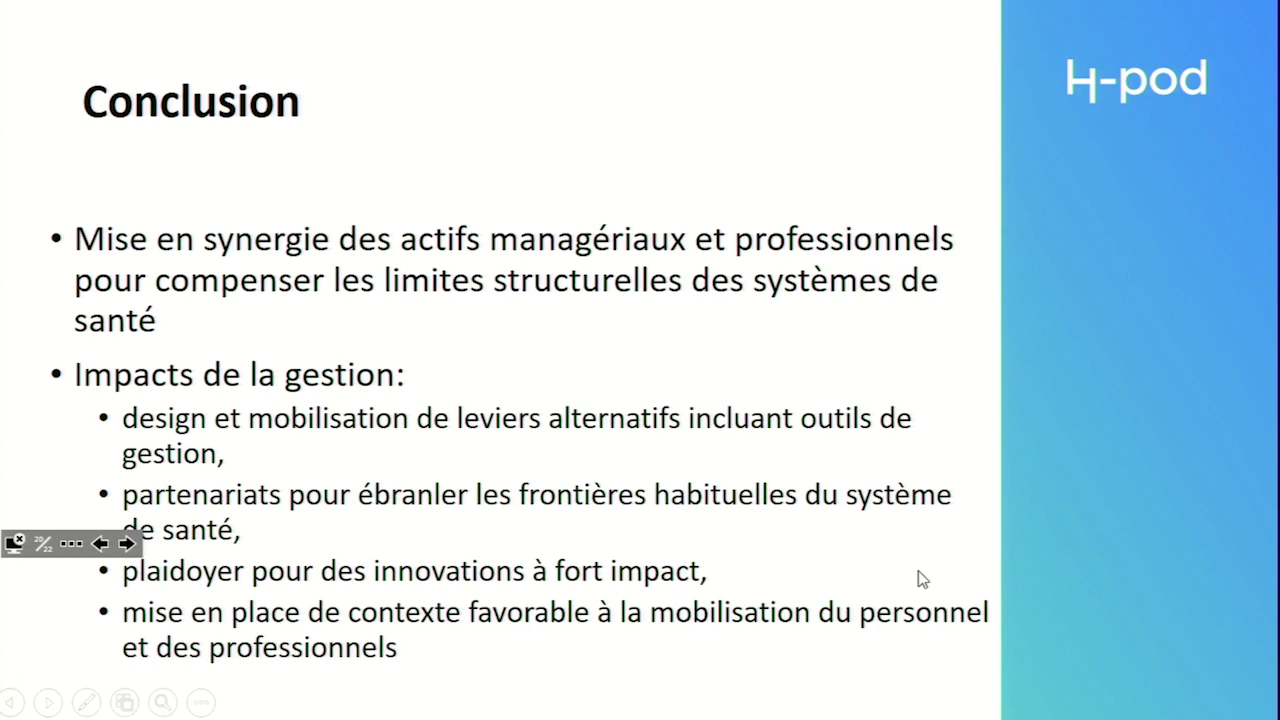 Conclusion
H-pod
• Mise en synergie des actifs managériaux et professionnels
pour compenser les limites structurelles des systèmes de
santé
• Impacts de la gestion:
• design et mobilisation de leviers alternatifs incluant outils de
gestion,
• partenariats pour ébranler les frontières habituelles du système
de santé,
20/22
• plaidoyer pour des innovations à fort impact,
• mise en place de contexte favorable à la mobilisation du personnel
et des professionnels